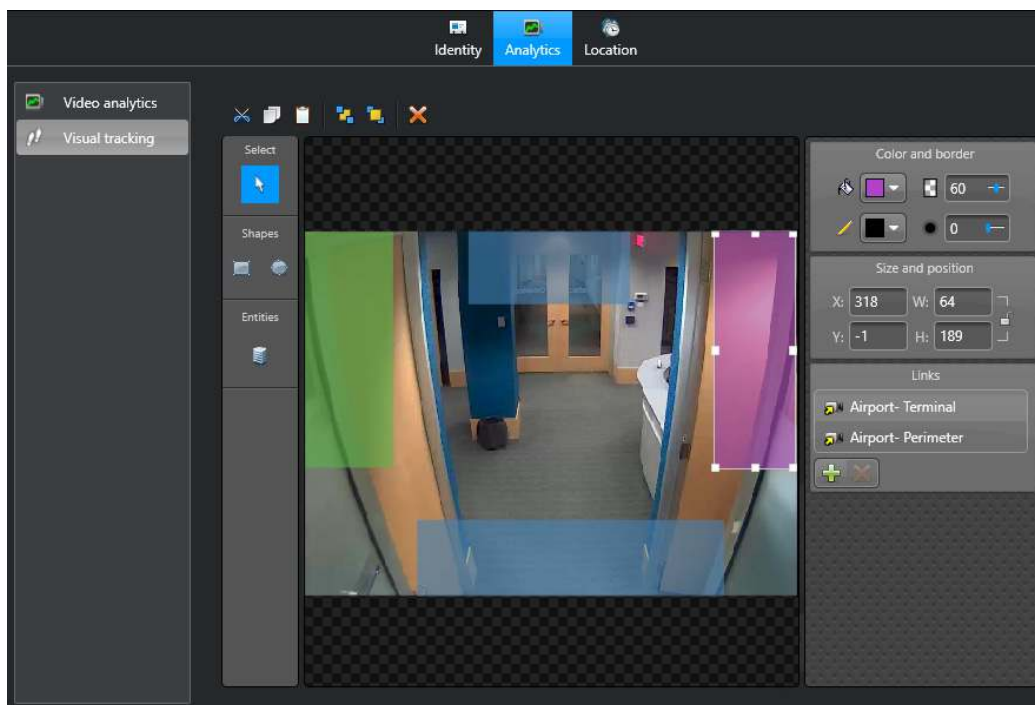 Identity
Analytics
Location
Video analytics
Visual tracking
Select
Shapes
Entities
Color and border
60
0
Size and position
X: 318 W: 64
Y: -1 H: 189
Links
Airport- Terminal
Airport- Perimeter